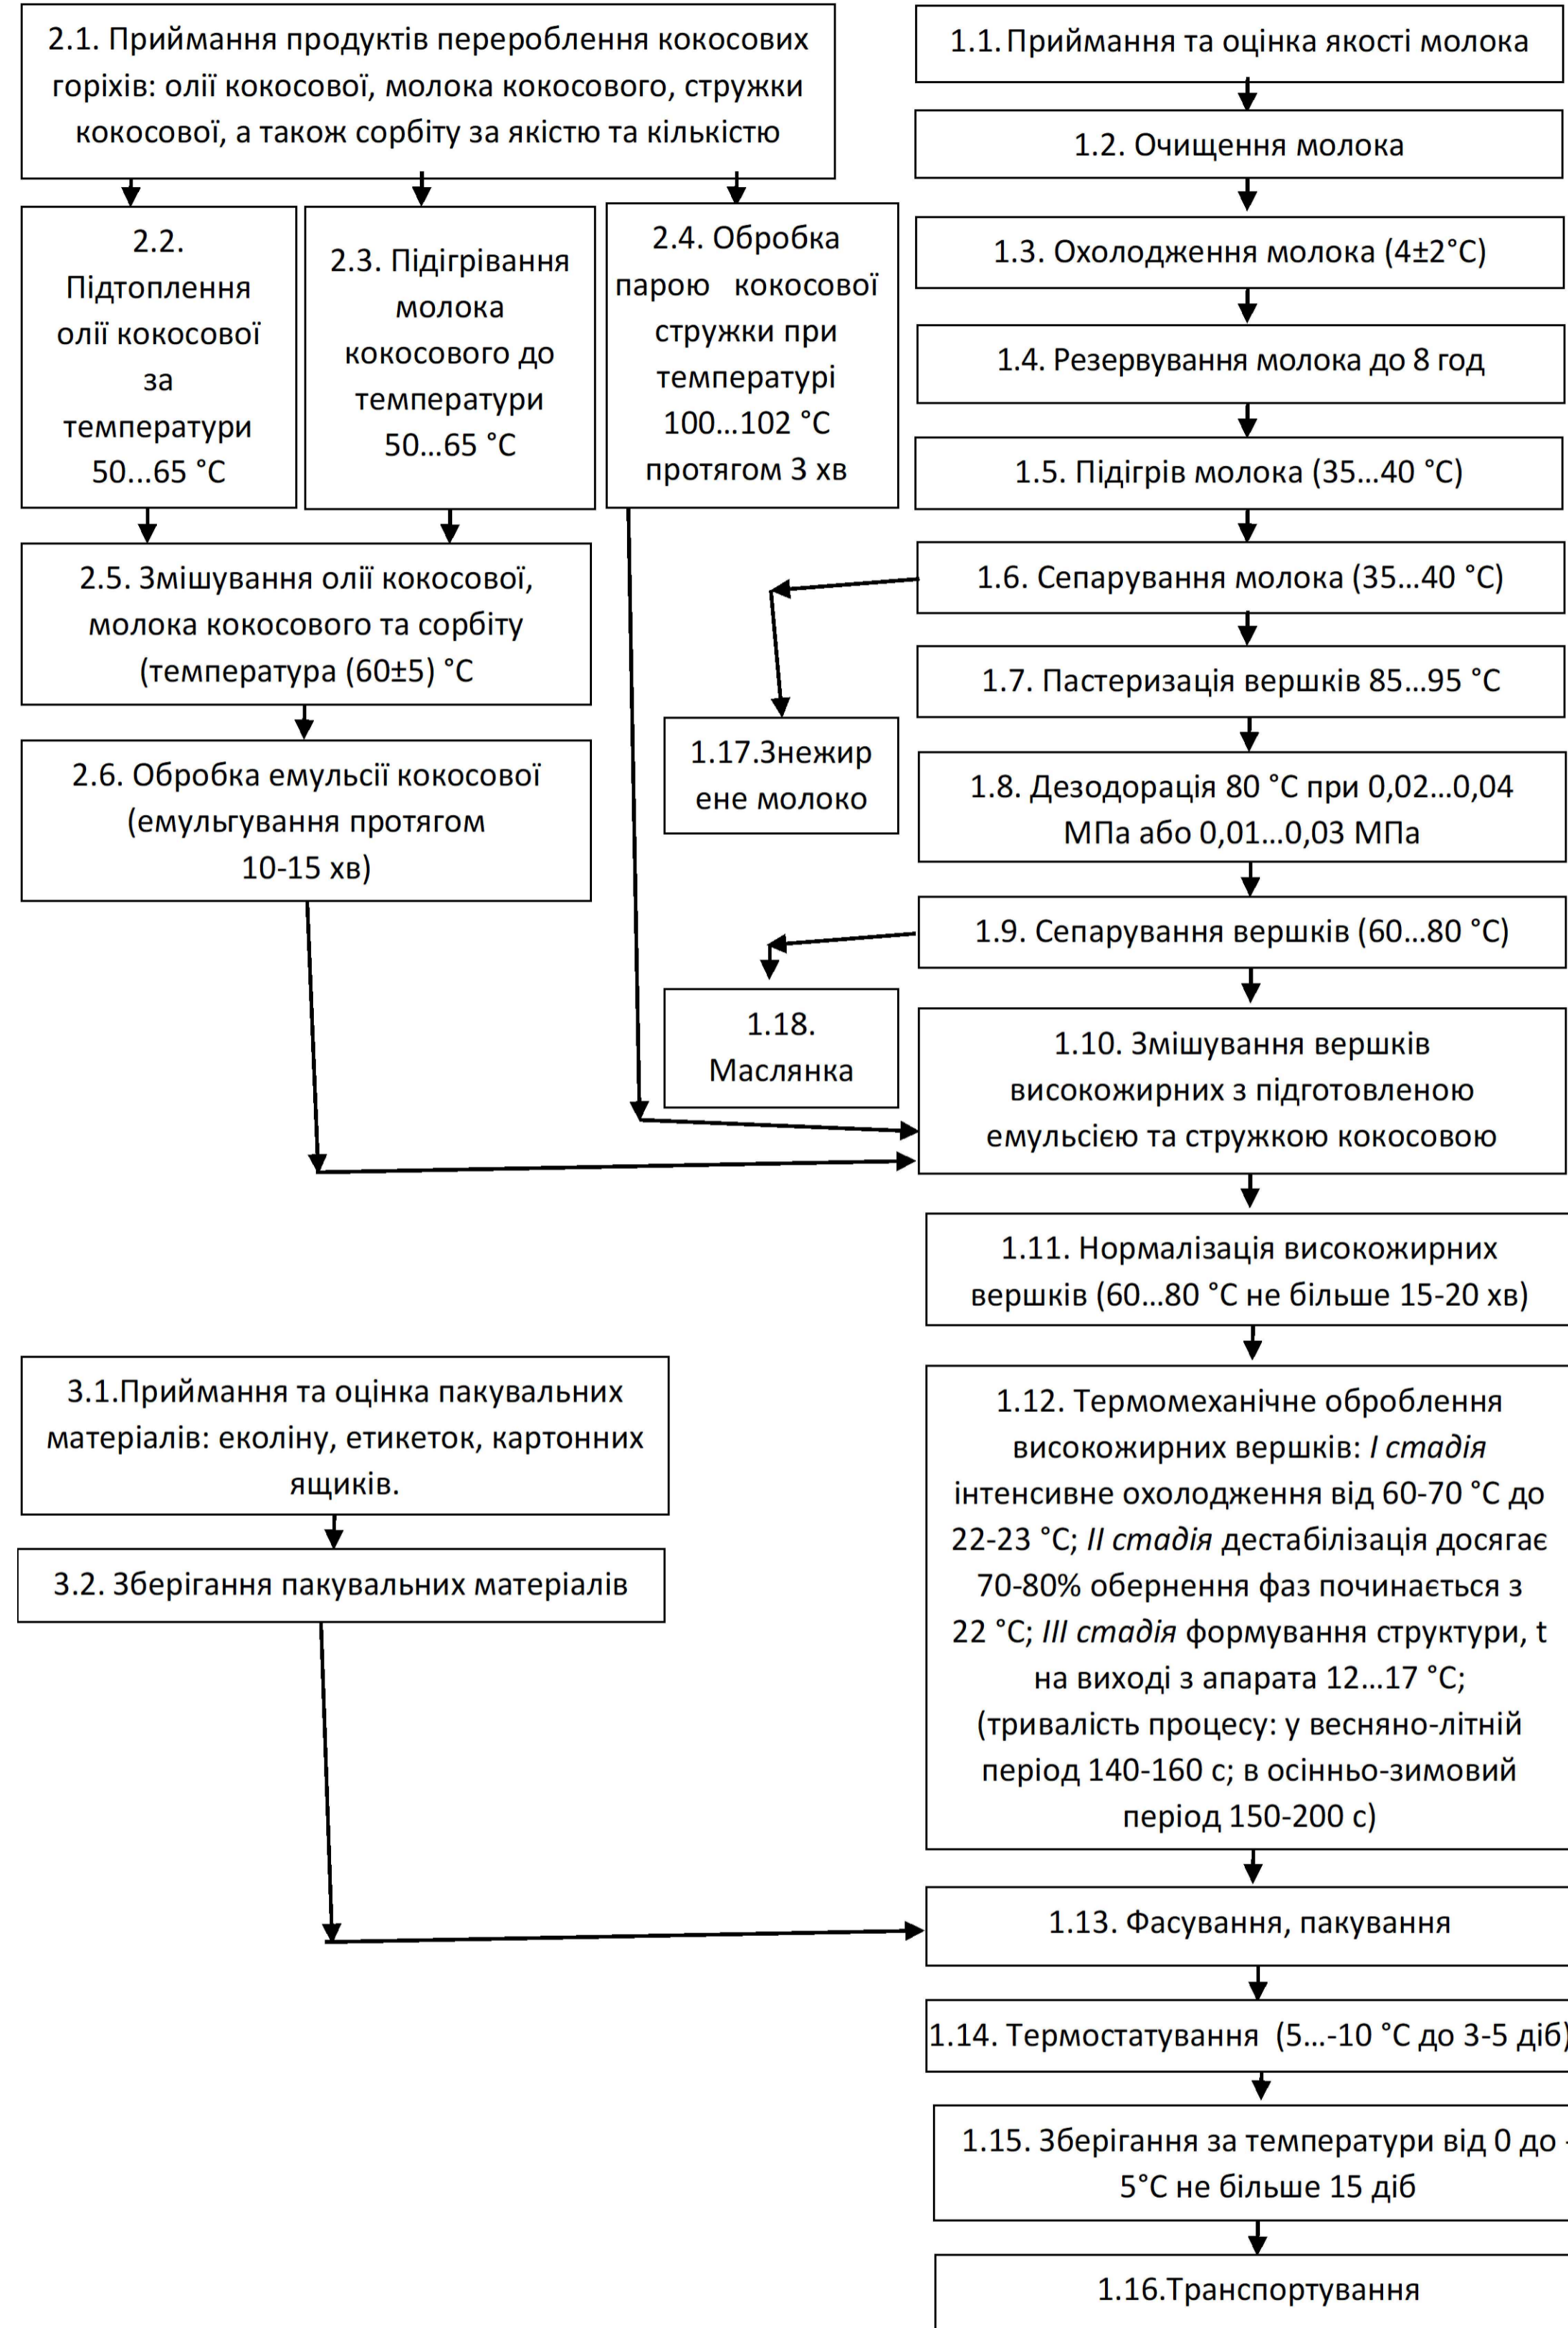 2.1. Приймання продуктів перероблення кокосових
горіхів: олії кокосової, молока кокосового, стружки
кокосової, а також сорбіту за якістю та кількістю
2.2.
Підтоплення
олії кокосової
за
температури
50...65 °С
2.3. Підігрівання
молока
кокосового до
температури
50...65 °С
2.4. Обробка
парою кокосової
стружки при
температурі
100...102 °С
протягом 3 хв
2.5. Змішування олії кокосової,
молока кокосового та сорбіту
(температура (60±5) °С
2.6. Обробка емульсії кокосової
(емульгування протягом
10-15 хв)
1.1. Приймання та оцінка якості молока
1.2. Очищення молока
1.3. Охолодження молока (4±2°С)
1.4. Резервування молока до 8 год
1.5. Підігрів молока (35...40 °С)
1.6. Сепарування молока (35...40 °С)
1.7. Пастеризація вершків 85...95 °С
1.17.Знежир
ене молоко
1.8. Дезодорація 80 °С при 0,02...0,04
МПа або 0,01...0,03 МПа
1.9. Сепарування вершків (60...80 °С)
1.18.
Маслянка
1.10. Змішування вершків
високожирних з підготовленою
емульсією та стружкою кокосовою
1.11. Нормалізація високожирних
вершків (60...80 °С не більше 15-20 хв)
3.1.Приймання та оцінка пакувальних
матеріалів: еколіну, етикеток, картонних
ящиків.
3.2. Зберігання пакувальних матеріалів
1.12. Термомеханічне оброблення
високожирних вершків: І стадія
інтенсивне охолодження від 60-70 °С до
22-23 °С; ІІ стадія дестабілізація досягає
70-80% обернення фаз починається з
22 °С; ІІІ стадія формування структури, t
на виході з апарата 12...17 °С;
(тривалість процесу: у весняно-літній
період 140-160 с; в осінньо-зимовий
період 150-200 с)
1.13. Фасування, пакування
1.14. Термостатування (5...-10 °С до 3-5 діб)
1.15. Зберігання за температури від 0 до -
5°С не більше 15 діб
1.16.Транспортування